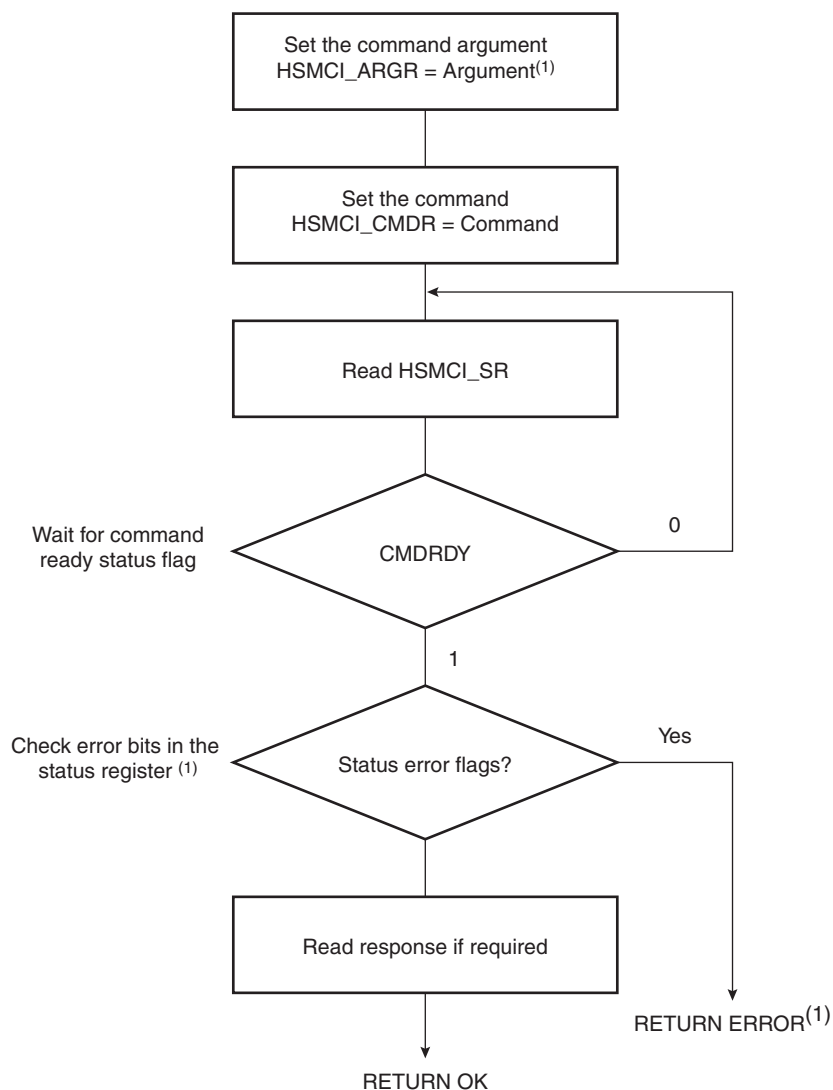 Set the command argument
HSMCI_ARGR = Argument(1)
Set the command
HSMCI_CMDR = Command
Read HSMCI_SR
Wait for command
ready status flag
CMDRDY
0
1
Check error bits in the
status register (1)
Status error flags?
Yes
Read response if required
RETURN ERROR(1)
RETURN OK